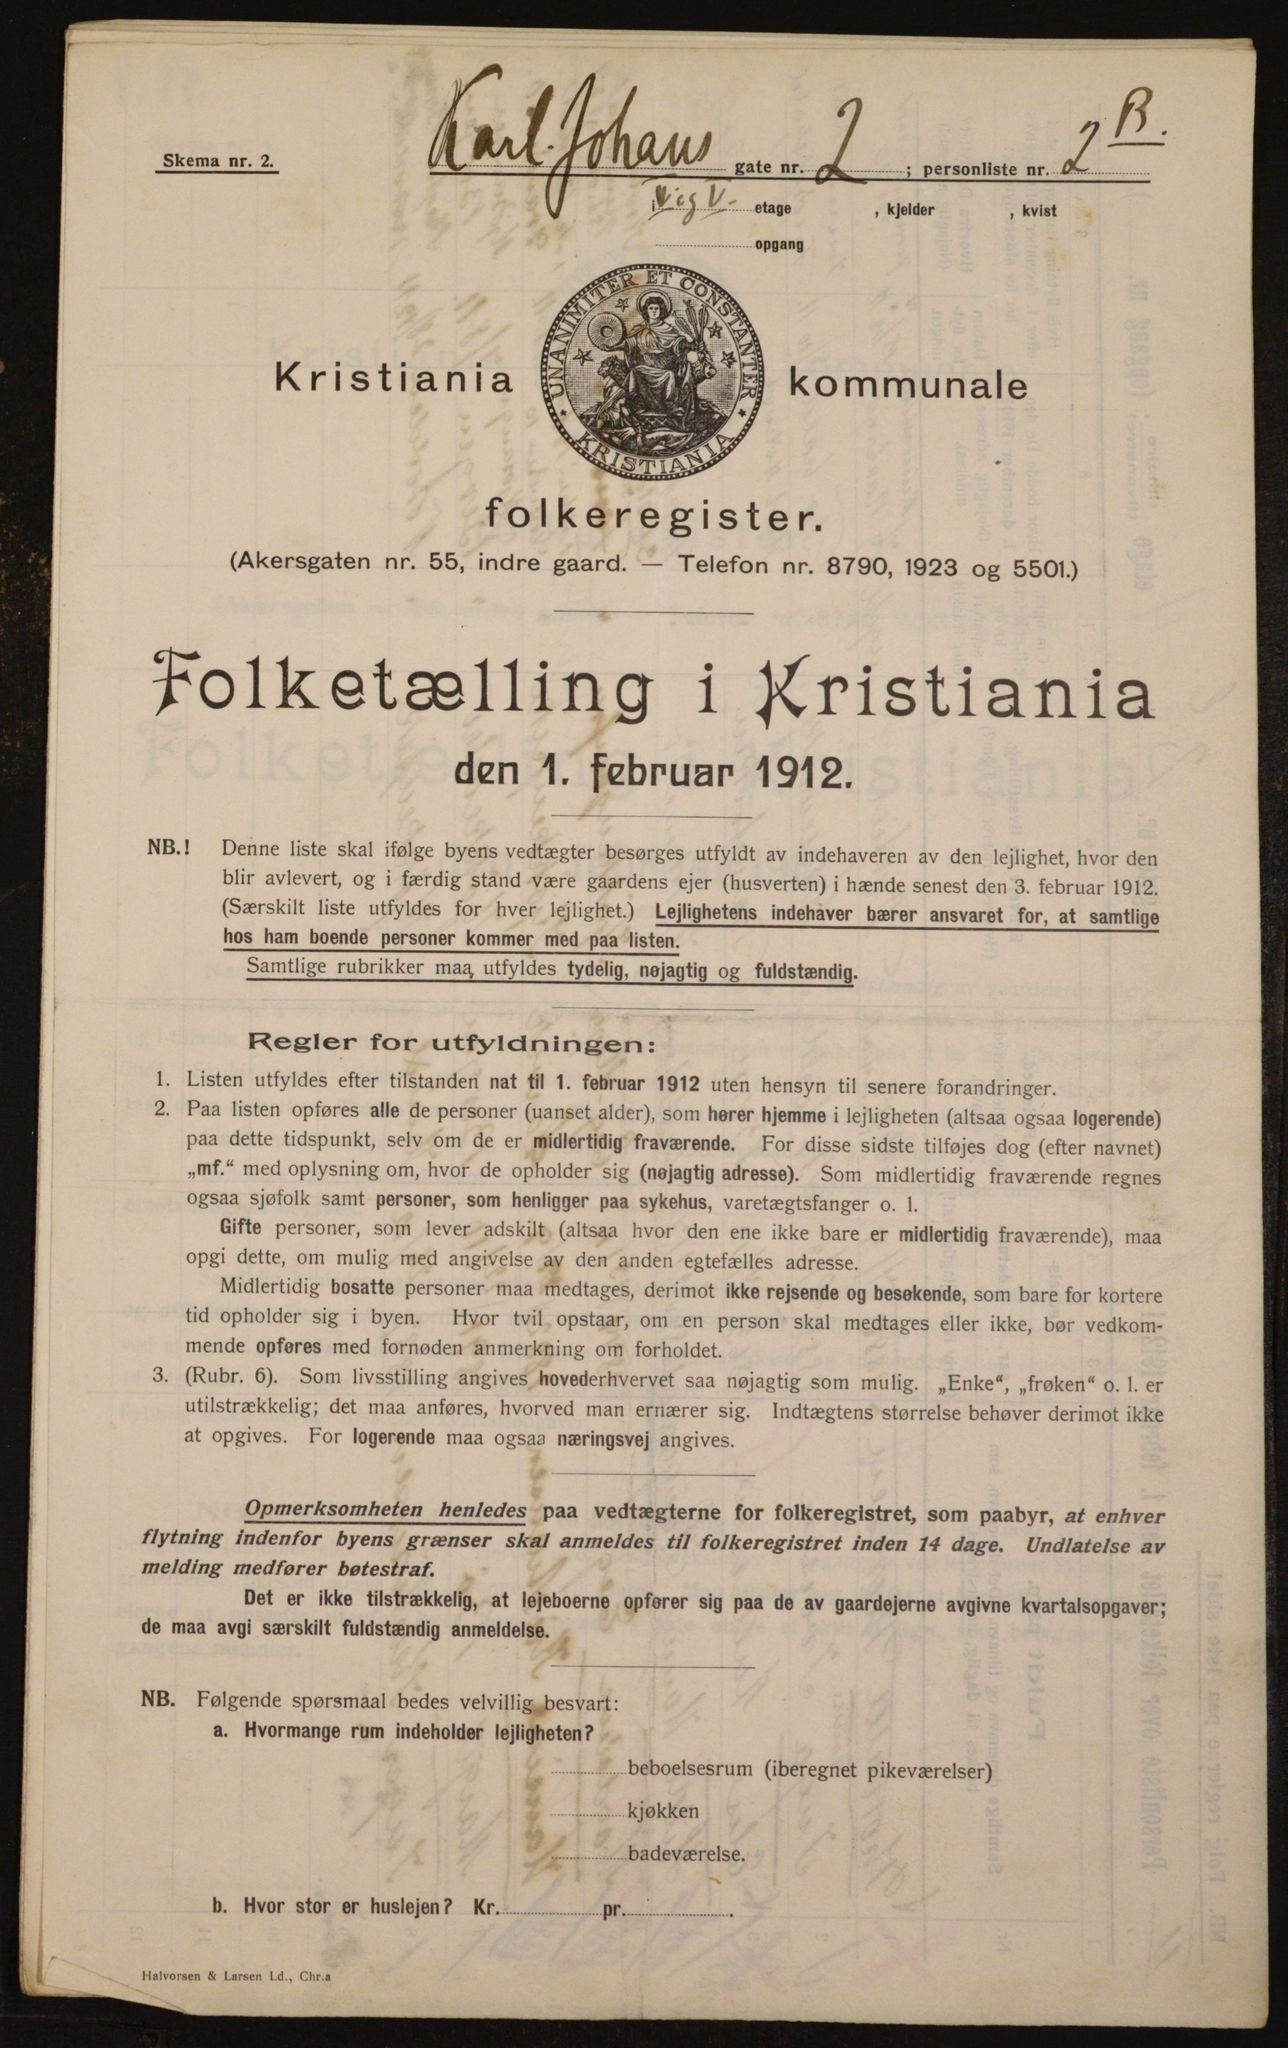 Skema nr. 2.
Karl Johans gate nr. 2 ; personliste nr. 2 B.
etage , kjelder , kvist
opgang
UNANIMITER ET CONSTANTER
KRISTIANIA
Kristiania kommunale
folkeregister.
(Akersgaten nr. 55, indre gaard. — Telefon nr. 8790, 1923 og 5501.)
Folketælling i Kristiania
den 1. februar 1912.
NB.! Denne liste skal ifølge byens vedtægter besørges utfyldt av indehaveren av den lejlighet, hvor den
blir avlevert, og i færdig stand være gaardens ejer (husverten) i hænde senest den 3. februar 1912.
(Særskilt liste utfyldes for hver lejlighet.) Lejlighetens indehaver bærer ansvaret for, at samtlige
hos ham boende personer kommer med paa listen.
Samtlige rubrikker maa utfyldes tydelig, nøjagtig og fuldstændig.
Regler for utfyldningen:
1. Listen utfyldes efter tilstanden nat til 1. februar 1912 uten hensyn til senere forandringer.
2. Paa listen opføres alle de personer (uanset alder), som hører hjemme i lejligheten (altsaa ogsaa logerende)
paa dette tidspunkt, selv om de er midlertidig fraværende. For disse sidste tilføjes dog (efter navnet)
„mf.“ med oplysning om, hvor de opholder sig (nøjagtig adresse). Som midlertidig fraværende regnes
ogsaa sjøfolk samt personer, som henligger paa sykehus, varetægtsfanger o. l.
Gifte personer, som lever adskilt (altsaa hvor den ene ikke bare er midlertidig fraværende), maa
opgi dette, om mulig med angivelse av den anden egtefælles adresse.
Midlertidig bosatte personer maa medtages, derimot ikke rejsende og besøkende, som bare for kortere
tid opholder sig i byen. Hvor tvil opstaar, om en person skal medtages eller ikke, bør vedkom-
mende opføres med fornøden anmerkning om forholdet.
3. (Rubr. 6). Som livsstilling angives hovederhvervet saa nøjagtig som mulig. „Enke“, „frøken“ o. l. er
utilstrækkelig; det maa anføres, hvorved man ernærer sig. Indtægtens størrelse behøver derimot ikke
at opgives. For logerende maa ogsaa næringsvej angives.
Opmerksomheten henledes paa vedtægterne for folkeregistret, som paabyr, at enhver
flytning indenfor byens grænser skal anmeldes til folkeregistret inden 14 dage. Undlatelse av
melding medfører bøtestraf.
Det er ikke tilstrækkelig, at lejeboerne opfører sig paa de av gaardejerne avgivne kvartalsopgaver;
de maa avgi særskilt fuldstændig anmeldelse.
NB. Følgende spørsmaal bedes velvillig besvart:
a. Hvormange rum indeholder lejligheten?
beboelsesrum (iberegnet pikeværelser)
kjøkken
badeværelse.
b. Hvor stor er huslejen? Kr. pr. .
Halvorsen & Larsen Ld., Chr.a